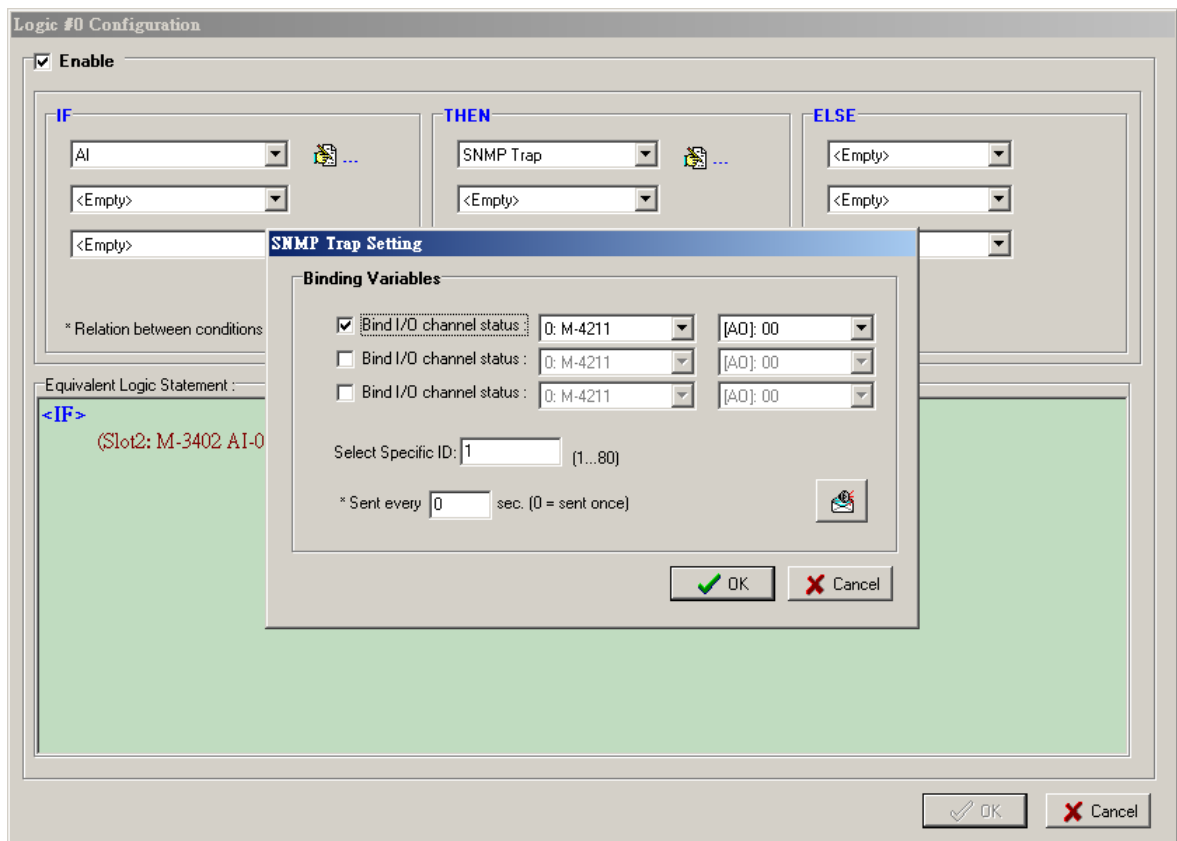 Logic #0 Configuration
Enable
IF
THEN
ELSE
AI
...
SNMP Trap
...
<Empty>
<Empty>
<Empty>
<Empty>
<Empty>
SNMP Trap Setting
Binding Variables
* Relation between conditions
Bind I/O channel status :
0: M-4211
[AO]: 00
Bind I/O channel status :
0: M-4211
[AO]: 00
Bind I/O channel status :
0: M-4211
[AO]: 00
Equivalent Logic Statement :
<IF>
(Slot2: M-3402 AI-0
Select Specific ID:
1
(1...80)
* Sent every
0
sec. (0 = sent once)
OK
Cancel
OK
Cancel